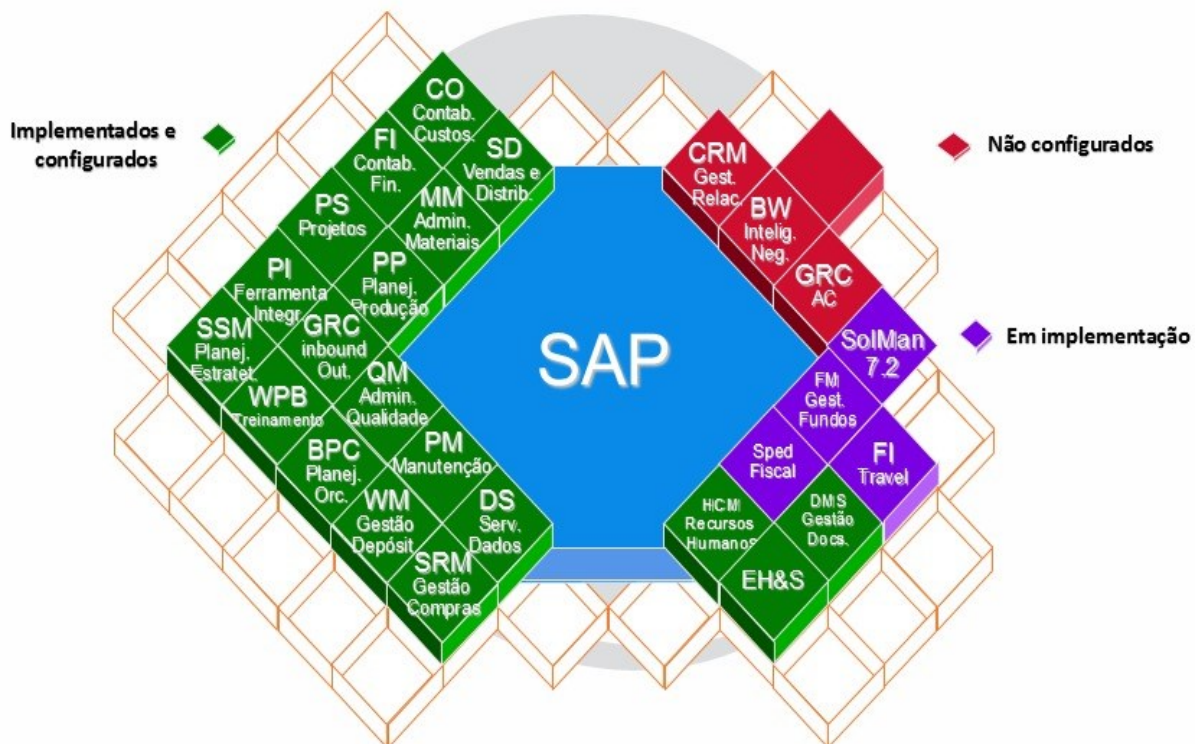 Implementados e
configurados
CO
Contab.
Custos.
FI
Contab.
Fin.
SD
Vendas e
Distrib.
PS
Projetos
MM
Admin.
Materiais
PI
Ferramenta
Integr.
PP
Planej.
Produção
SSM
Planej.
Estratet.
GRC
inbound
Out.
WPB
Treinamento
QM
Admin.
Qualidade
BPC
Planej.
Orc.
PM
Manutenção
WM
Gestão
Depósit.
DS
Serv.
Dados
SRM
Gestão
Compras
SAP
CRM
Gest.
Relac.
BW
Intelig.
Neg.
GRC
AC
Não configurados
SolMan
7.2
Em implementação
FM
Gest.
Fundos
Sped
Fiscal
FI
Travel
HCM
Recursos
Humanos
DMS
Gestão
Docs.
EH&S